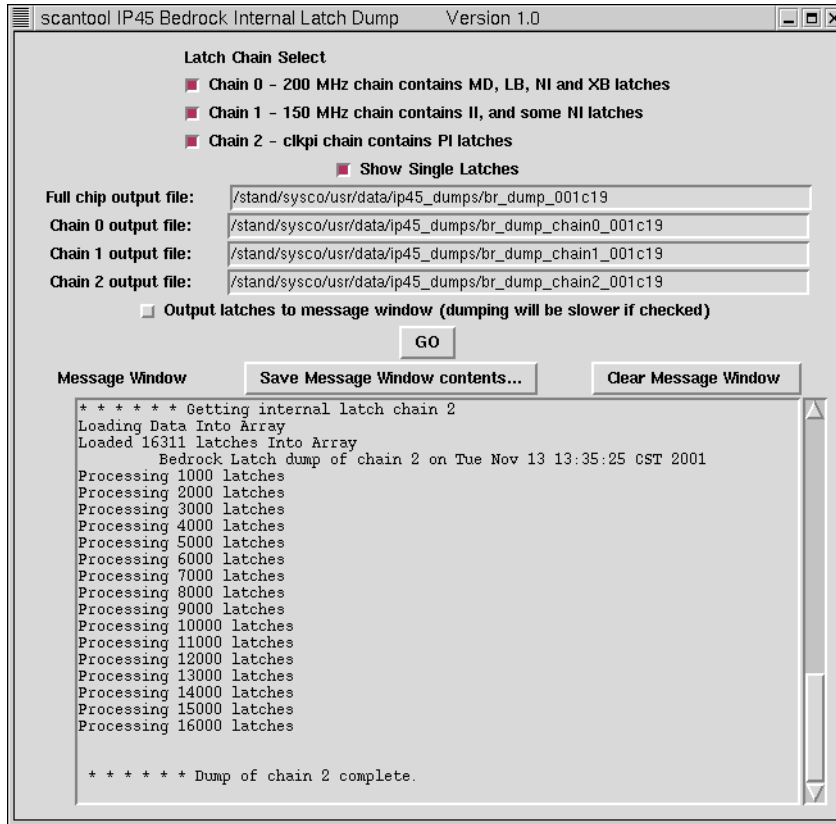 scantool IP45 Bedrock Internal Latch Dump Version 1.0
Latch Chain Select
Chain 0 - 200 MHz chain contains MD, LB, NI and XB latches
Chain 1 - 150 MHz chain contains II, and some NI latches
Chain 2 - clkpi chain contains PI latches
Show Single Latches
Full chip output file: /stand/sysco/usr/data/ip45_dumps/br_dump_001c19
Chain 0 output file: /stand/sysco/usr/data/ip45_dumps/br_dump_chain0_001c19
Chain 1 output file: /stand/sysco/usr/data/ip45_dumps/br_dump_chain1_001c19
Chain 2 output file: /stand/sysco/usr/data/ip45_dumps/br_dump_chain2_001c19
Output latches to message window (dumping will be slower if checked)
GO
Message Window Save Message Window contents... Clear Message Window
* * * * * * Getting internal latch chain 2
Loading Data Into Array
Loaded 16311 latches Into Array
Bedrock Latch dump of chain 2 on Tue Nov 13 13:35:25 CST 2001
Processing 1000 latches
Processing 2000 latches
Processing 3000 latches
Processing 4000 latches
Processing 5000 latches
Processing 6000 latches
Processing 7000 latches
Processing 8000 latches
Processing 9000 latches
Processing 10000 latches
Processing 11000 latches
Processing 12000 latches
Processing 13000 latches
Processing 14000 latches
Processing 15000 latches
Processing 16000 latches
* * * * * * Dump of chain 2 complete.